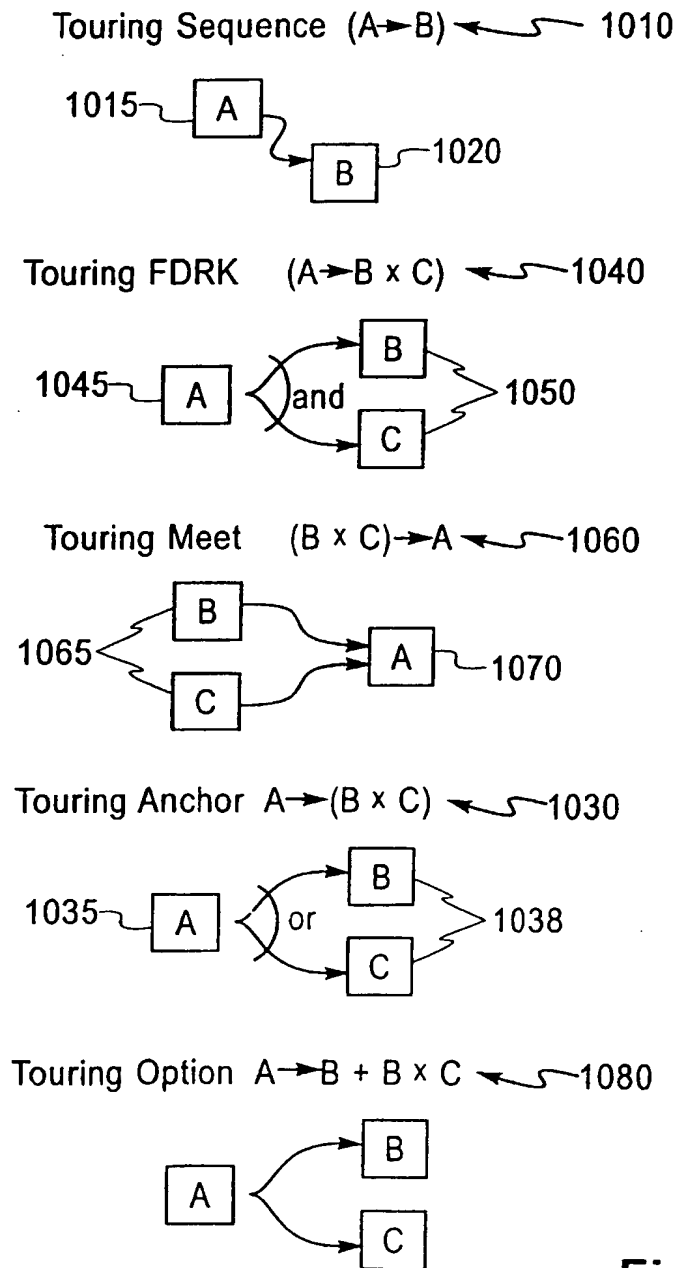 Touring Sequence (A→B) 1010
1015 A
B 1020
Touring FDRK (A→B x C) 1040
B
1045 A and 1050
C
Touring Meet (B x C)→A 1060
B
1065 A 1070
C
Touring Anchor A→(B x C) 1030
B
1035 A or 1038
C
Touring Option A→B + B x C 1080
B
A
C